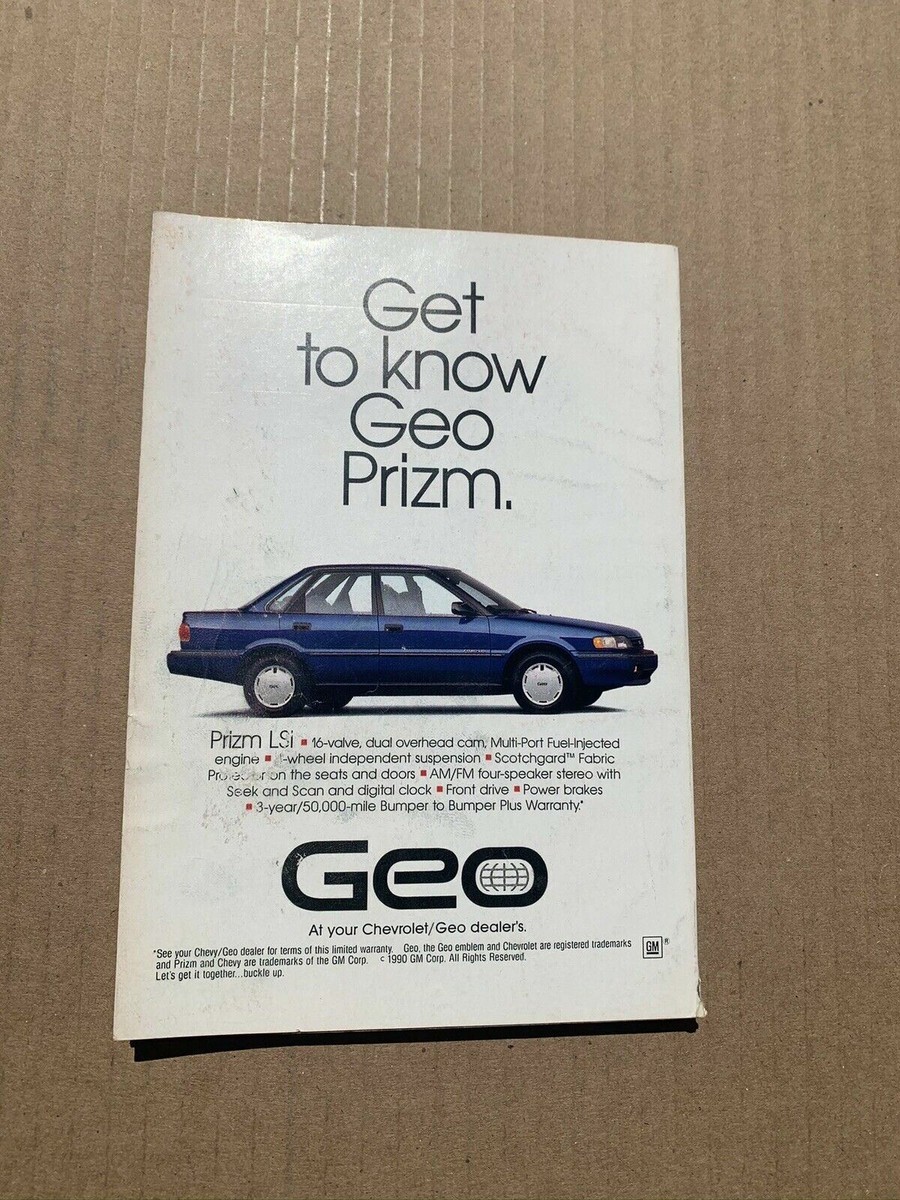 Get
to know
Geo
Prizm.
Prizm LSi ▪ 16-valve, dual overhead cam, Multi-Port Fuel-Injected
engine ▪ -wheel independent suspension ▪ Scotchgard™ Fabric
Protector on the seats and doors ▪ AM/FM four-speaker stereo with
Seek and Scan and digital clock ▪ Front drive ▪ Power brakes
▪ 3-year/50,000-mile Bumper to Bumper Plus Warranty.*
Geo
At your Chevrolet/Geo dealer's.
*See your Chevy/Geo dealer for terms of this limited warranty. Geo, the Geo emblem and Chevrolet are registered trademarks
and Prizm and Chevy are trademarks of the GM Corp. © 1990 GM Corp. All Rights Reserved.
Let's get it together...buckle up.
GM®